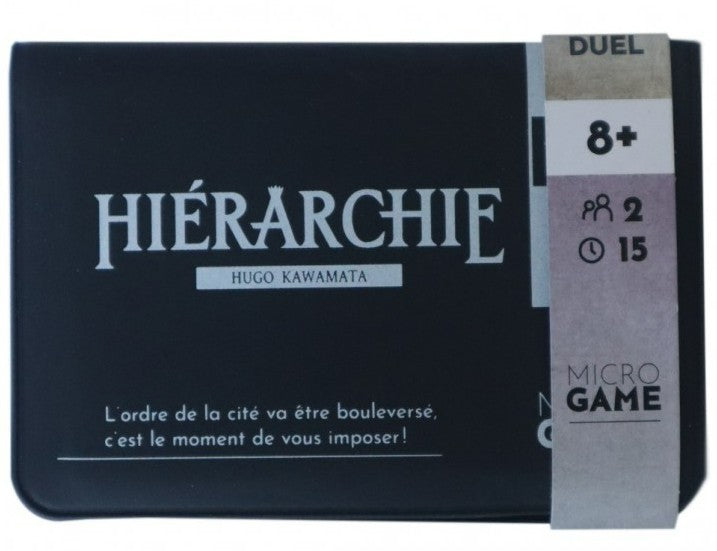 DUEL
8+
2
15
HIÉRARCHIE
HUGO KAWAMATA
MICRO
GAME
L'ordre de la cité va être bouleversé,
c'est le moment de vous imposer!